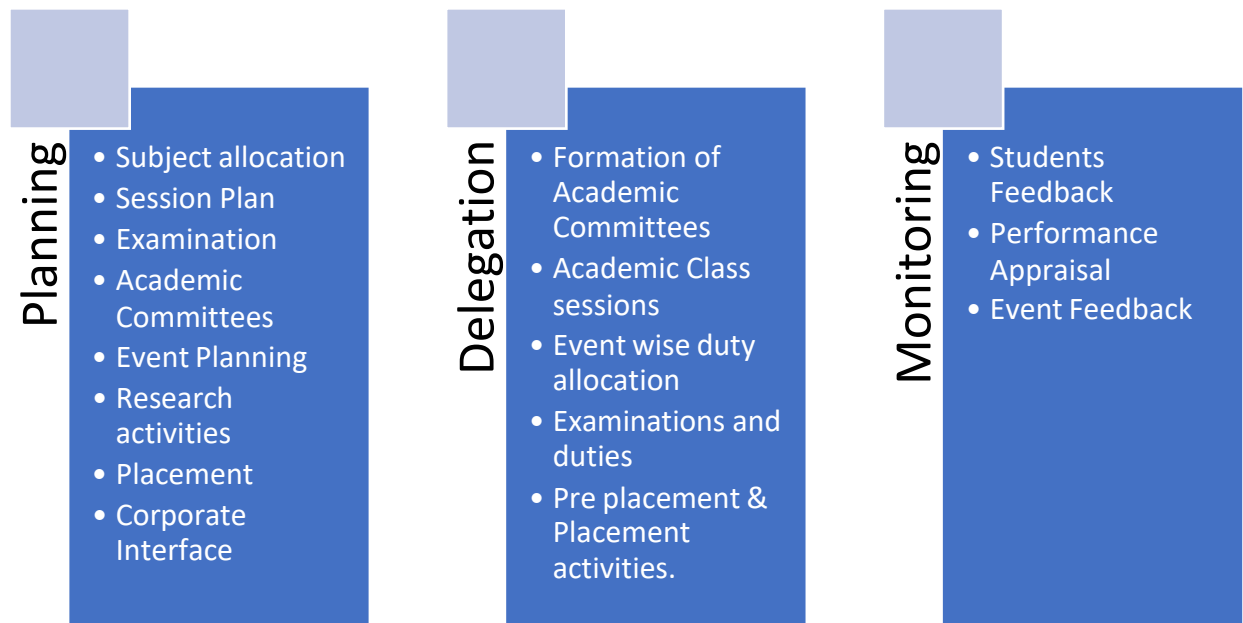 Planning
• Subject allocation
• Session Plan
• Examination
• Academic
Committees
• Event Planning
• Research
activities
• Placement
• Corporate
Interface
Delegation
• Formation of
Academic
Committees
• Academic Class
sessions
• Event wise duty
allocation
• Examinations and
duties
• Pre placement &
Placement
activities.
Monitoring
• Students
Feedback
• Performance
Appraisal
• Event Feedback